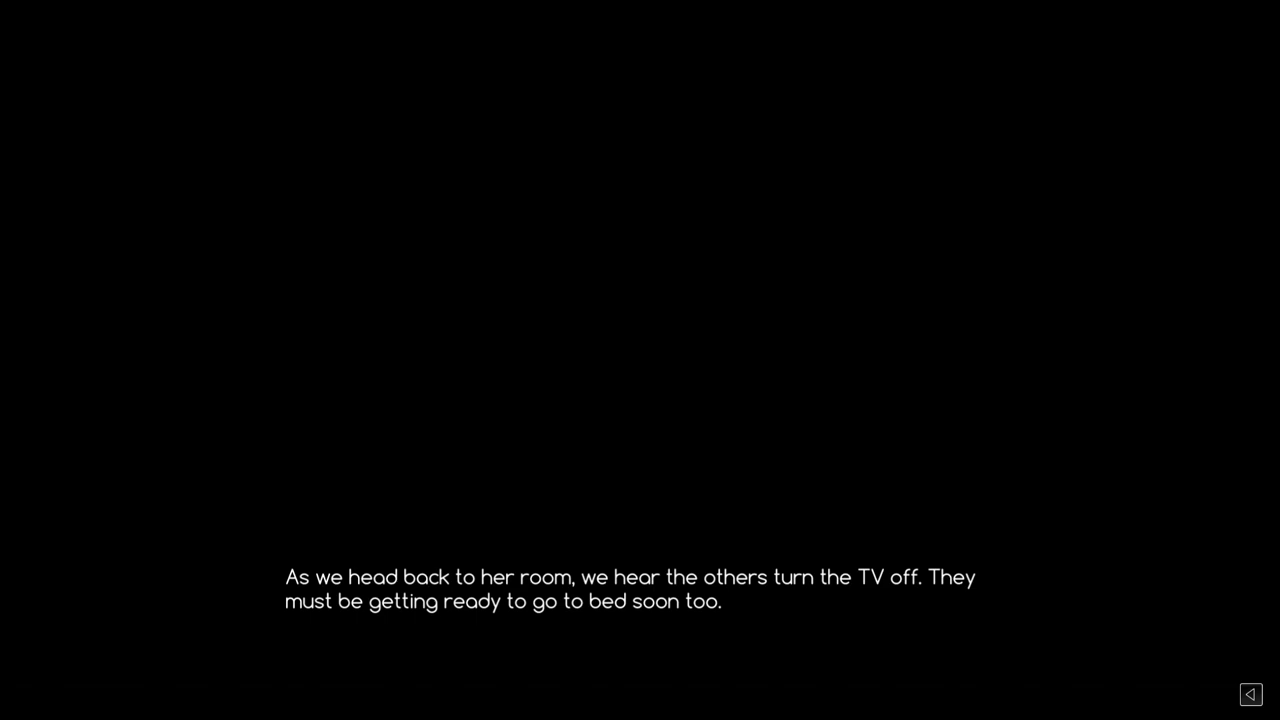 As we head back to her room, we hear the others turn the TV off. They
must be getting ready to go to bed soon too.